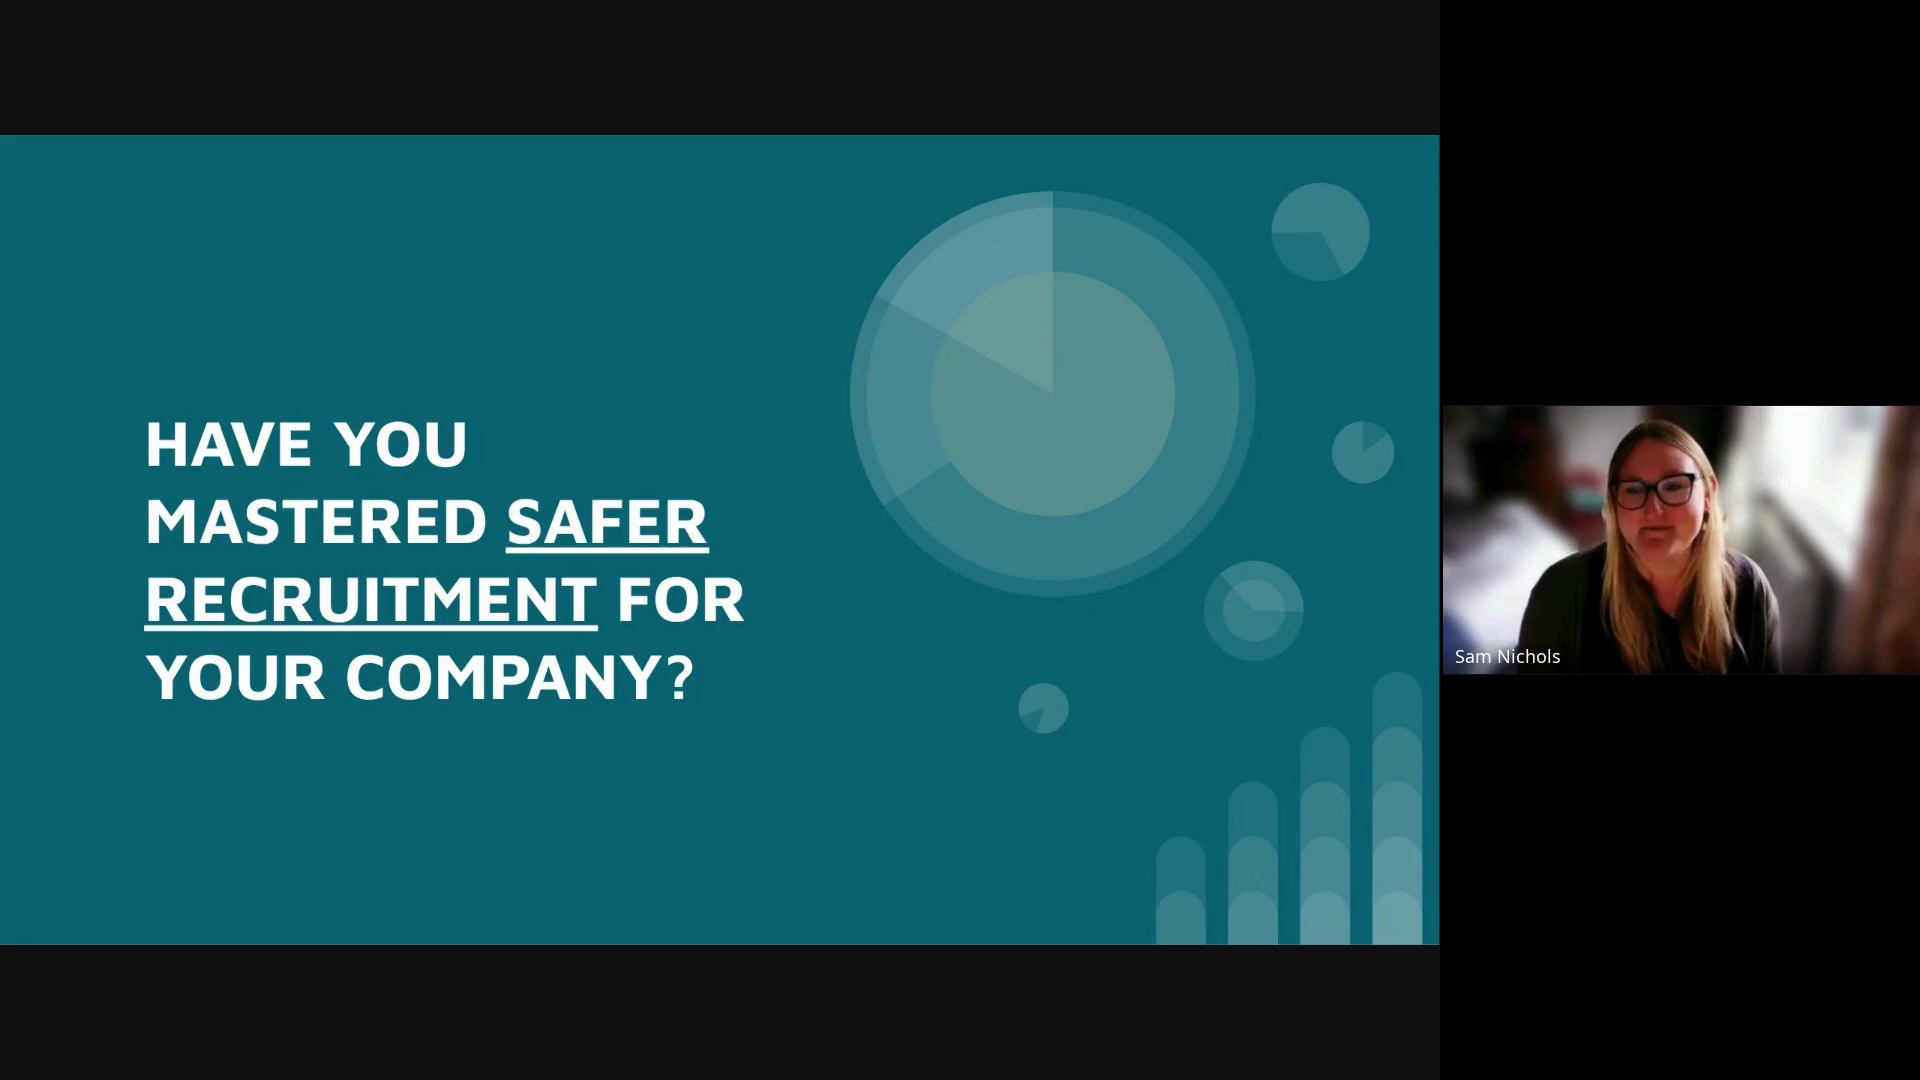 HAVE YOU
MASTERED SAFER
RECRUITMENT FOR
YOUR COMPANY?
Sam Nichols